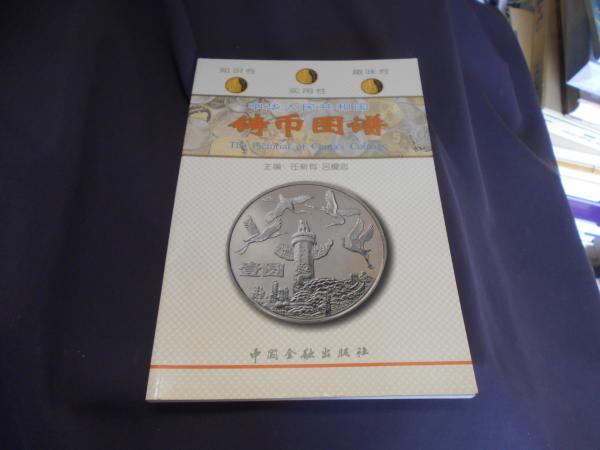 知识性 趣味性
实用性
中华人民共和国
铸币图谱
The Pictorial of China's Coinage
主编：任新有 吕耀忠
壹圆
中国金融出版社